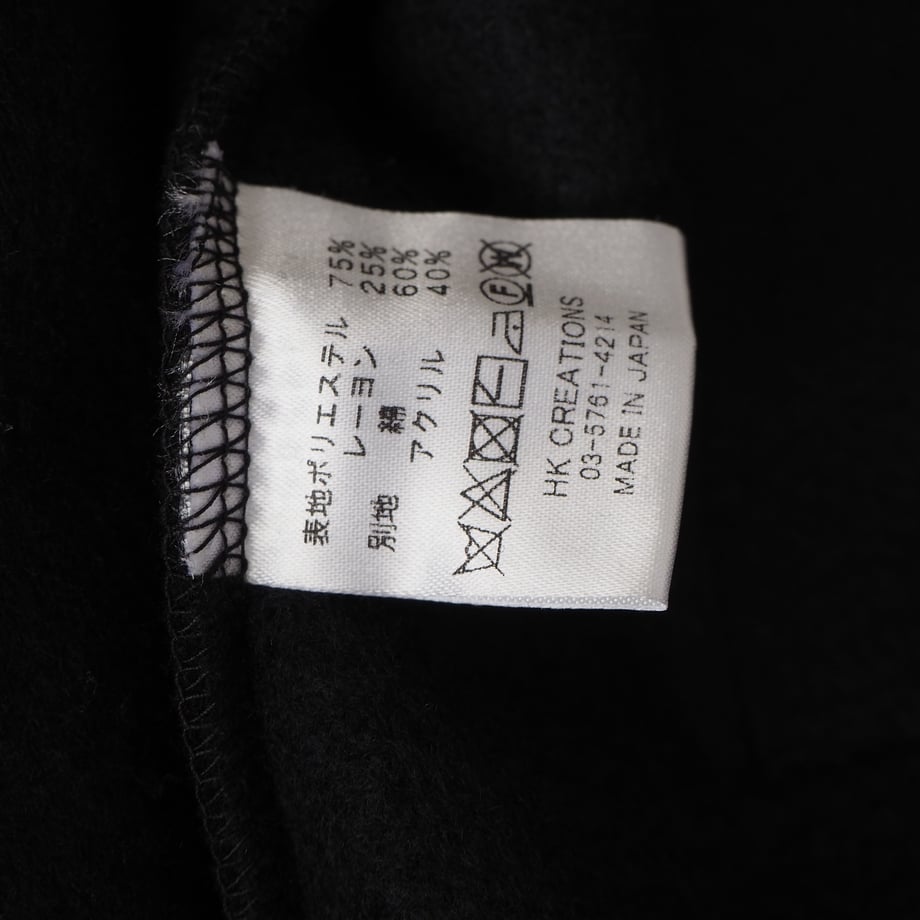 表地 ポリエステル 75%
レーヨン 25%
別地 綿 60%
アクリル 40%
F W
HK CREATIONS
03-5761-4214
MADE IN JAPAN